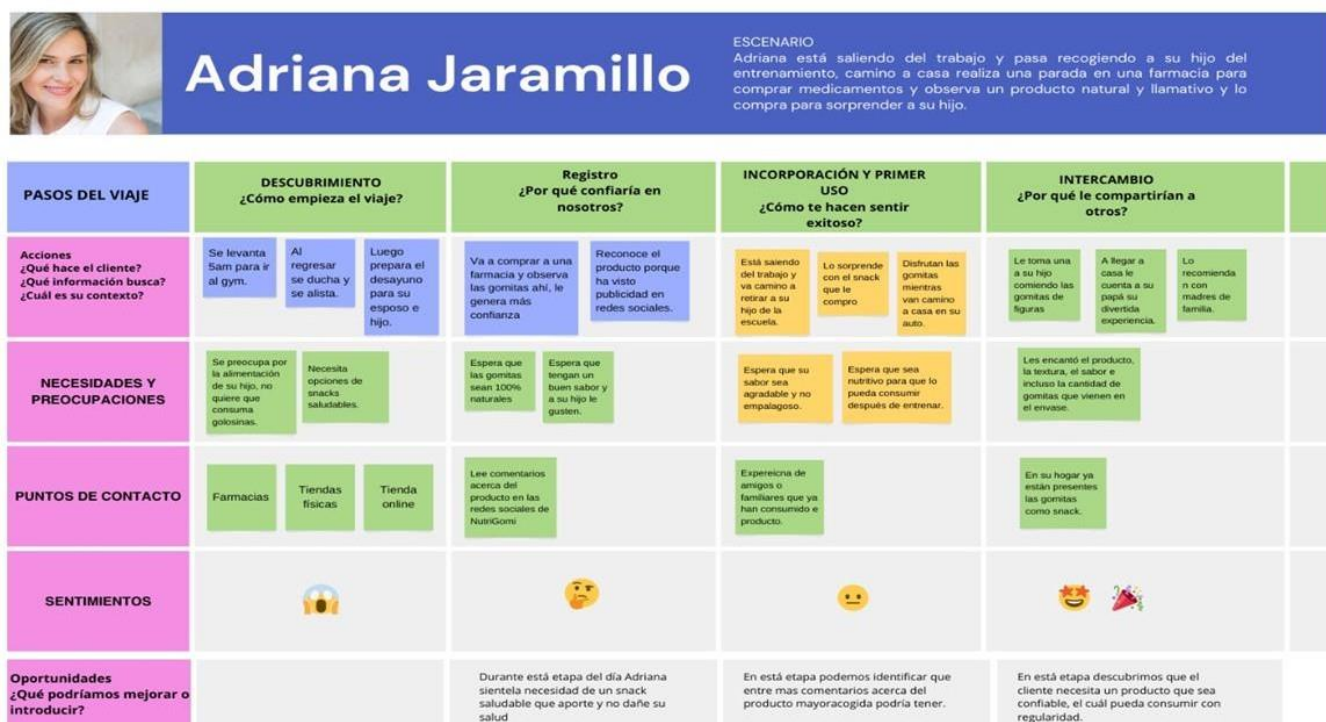 Adriana Jaramillo
ESCENARIO
Adriana está saliendo del trabajo y pasa recogiendo a su hijo del
entrenamiento, camino a casa realiza una parada en una farmacia para
comprar medicamentos y observa un producto natural y llamativo y lo
compra para sorprender a su hijo.
PASOS DEL VIAJE
DESCUBRIMIENTO
¿Cómo empieza el viaje?
Registro
¿Por qué confiaría en
nosotros?
INCORPORACIÓN Y PRIMER
USO
¿Cómo te hacen sentir
exitoso?
INTERCAMBIO
¿Por qué le compartirían a
otros?
Acciones
¿Qué hace el cliente?
¿Qué información busca?
¿Cuál es su contexto?
Se levanta
5am para ir
al gym.
Al
regresar
se ducha y
se alista.
Luego
prepara el
desayuno
para su
esposo e
hijo.
Va a comprar a una
farmacia y observa
las gomitas ahí, le
genera más
confianza
Reconoce el
producto porque
ha visto
publicidad en
redes sociales.
Está saiendo
del trabajo y
va camino a
retirar a su
hijo de la
escuela.
Lo sorprende
con el snack
que le
compro
Disfrutan las
gomitas
mientras
van camino
a casa en su
auto.
Le toma una
a su hijo
comiendo las
gomitas de
figuras
A llegar a
casa le
cuenta a su
papá su
divertida
experiencia.
Lo
recomienda
n con
madres de
familia.
NECESIDADES Y
PREOCUPACIONES
Se preocupa por
la alimentación
de su hijo, no
quiere que
consuma
golosinas.
Necesita
opciones de
snacks
saludables.
Espera que
las gomitas
sean 100%
naturales
Espera que
tengan un
buen sabor y
a su hijo le
gusten.
Espera que su
sabor sea
agradable y no
empalagoso.
Espera que sea
nutritivo para que lo
pueda consumir
después de entrenar.
Les encantó el producto,
la textura, el sabor e
incluso la cantidad de
gomitas que vienen en
el envase.
PUNTOS DE CONTACTO
Farmacias
Tiendas
físicas
Tienda
online
Lee comentarios
acerca del
producto en las
redes sociales de
NutriGomi
Expereicna de
amigos o
familiares que ya
han consumido e
producto.
En su hogar ya
están presentes
las gomitas
como snack.
SENTIMIENTOS
Oportunidades
¿Qué podríamos mejorar o
introducir?
Durante está etapa del día Adriana
sientela necesidad de un snack
saludable que aporte y no dañe su
salud
En está etapa podemos identificar que
entre mas comentarios acerca del
producto mayoracogida podría tener.
En está etapa descubrimos que el
cliente necesita un producto que sea
confiable, el cuál pueda consumir con
regularidad.